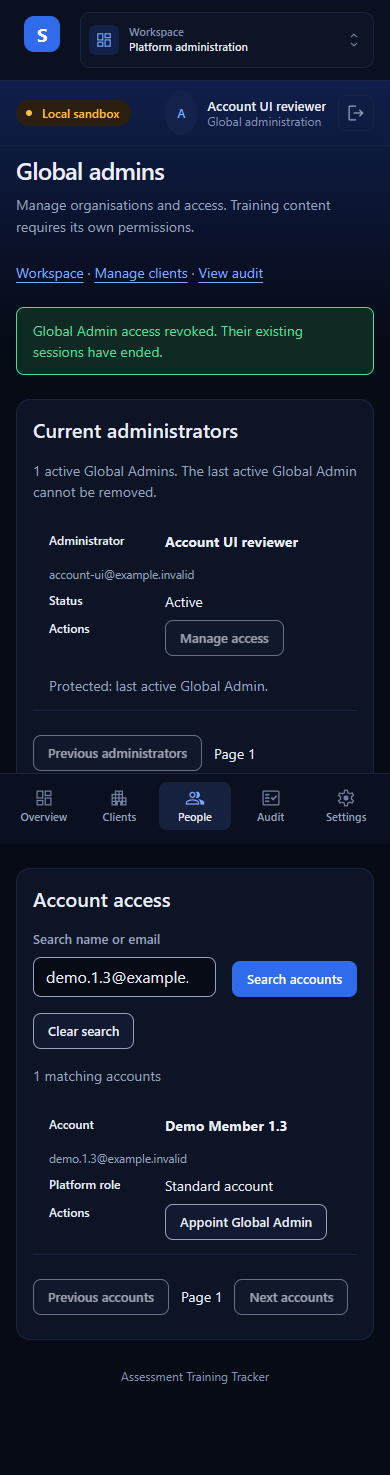 S
Workspace
Platform administration
Local sandbox
A
Account UI reviewer
Global administration
Global admins
Manage organisations and access. Training content
requires its own permissions.
Workspace · Manage clients · View audit
Global Admin access revoked. Their existing
sessions have ended.
Current administrators
1 active Global Admins. The last active Global Admin
cannot be removed.
Administrator Account UI reviewer
account-ui@example.invalid
Status Active
Actions Manage access
Protected: last active Global Admin.
Previous administrators Page 1
Overview Clients People Audit Settings
Account access
Search name or email
demo.1.3@example. Search accounts
Clear search
1 matching accounts
Account Demo Member 1.3
demo.1.3@example.invalid
Platform role Standard account
Actions Appoint Global Admin
Previous accounts Page 1 Next accounts
Assessment Training Tracker